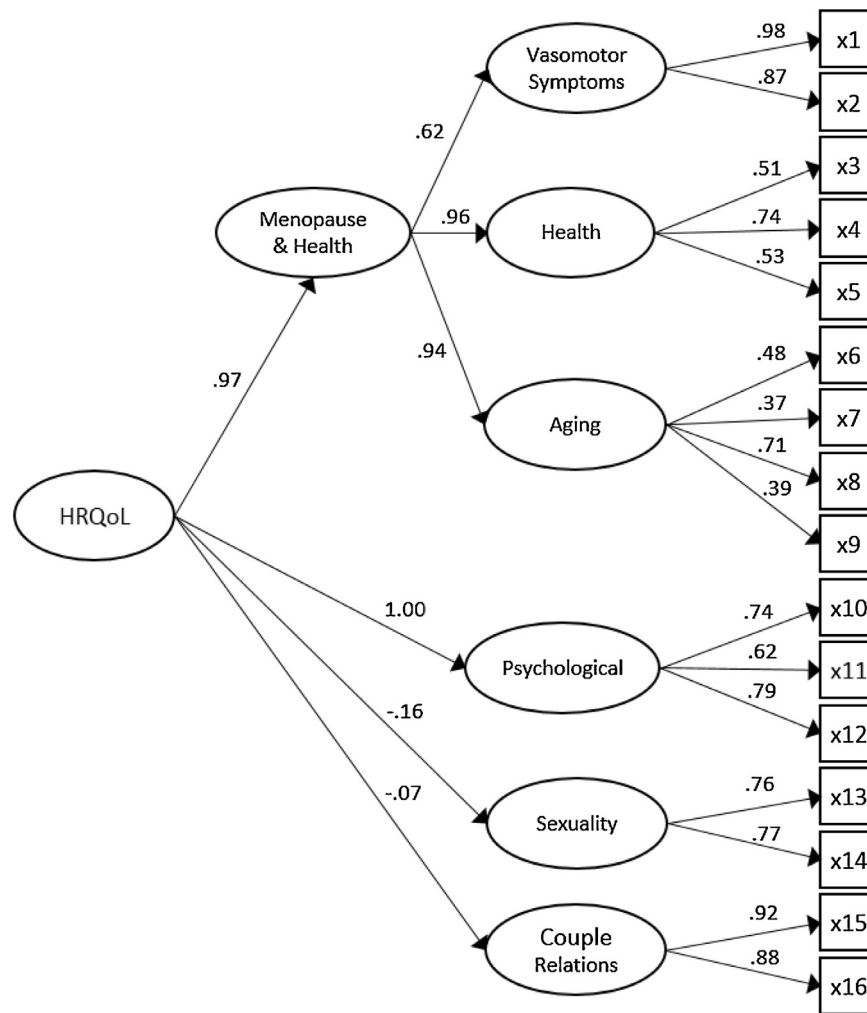 Vasomotor
Symptoms
.98
x1
.87
x2
.62
.51
x3
Menopause
& Health
.96
Health
.74
x4
.53
x5
.94
.48
x6
.97
Aging
.37
x7
.71
x8
.39
x9
HRQoL
1.00
.74
x10
Psychological
.62
x11
.79
x12
-.16
-.07
.76
x13
Sexuality
.77
x14
Couple
Relations
.92
x15
.88
x16